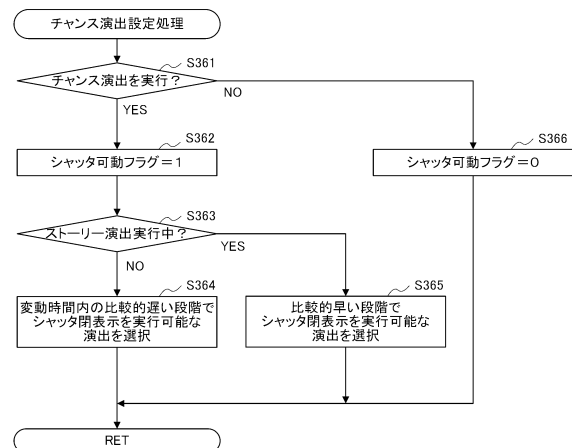 チャンス演出設定処理
S361
チャンス演出を実行？
NO
YES
S362
シャッタ可動フラグ＝1
S366
シャッタ可動フラグ＝0
S363
ストーリー演出実行中？
YES
NO
S364
変動時間内の比較的遅い段階で
シャッタ閉表示を実行可能な
演出を選択
S365
比較的早い段階で
シャッタ閉表示を実行可能な
演出を選択
RET